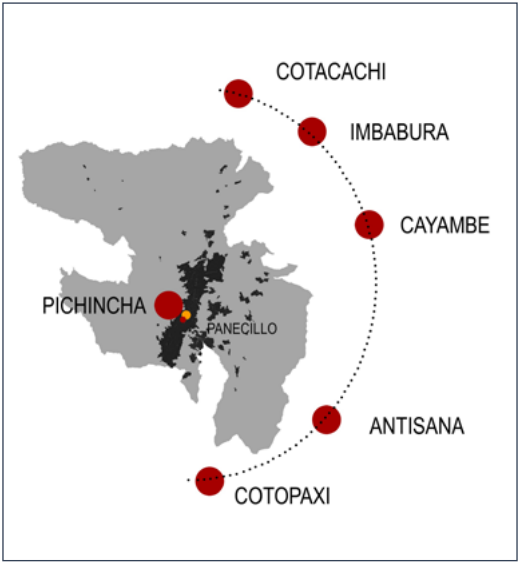 COTACACHI
IMBABURA
CAYAMBE
PICHINCHA
PANECILLO
ANTISANA
COTOPAXI